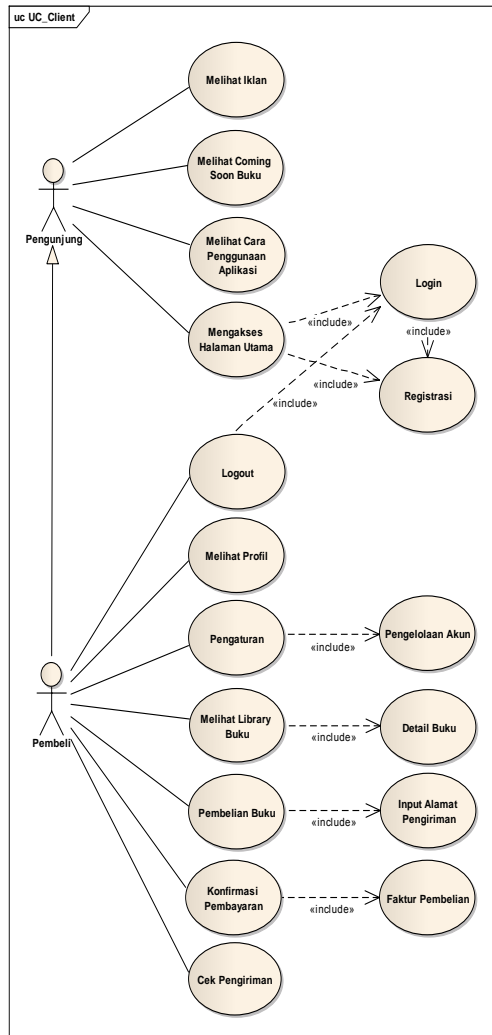 uc UC_Client
Melihat Iklan
Melihat Coming
Soon Buku
Pengunjung
Melihat Cara
Penggunaan
Aplikasi
Mengakses
Halaman Utama
Login
«include»
«include»
«include»
«include»
Registrasi
Logout
Melihat Profil
Pengaturan
«include»
Pengelolaan Akun
Pembeli
Melihat Library
Buku
«include»
Detail Buku
Pembelian Buku
«include»
Input Alamat
Pengiriman
Konfirmasi
Pembayaran
«include»
Faktur Pembelian
Cek Pengiriman